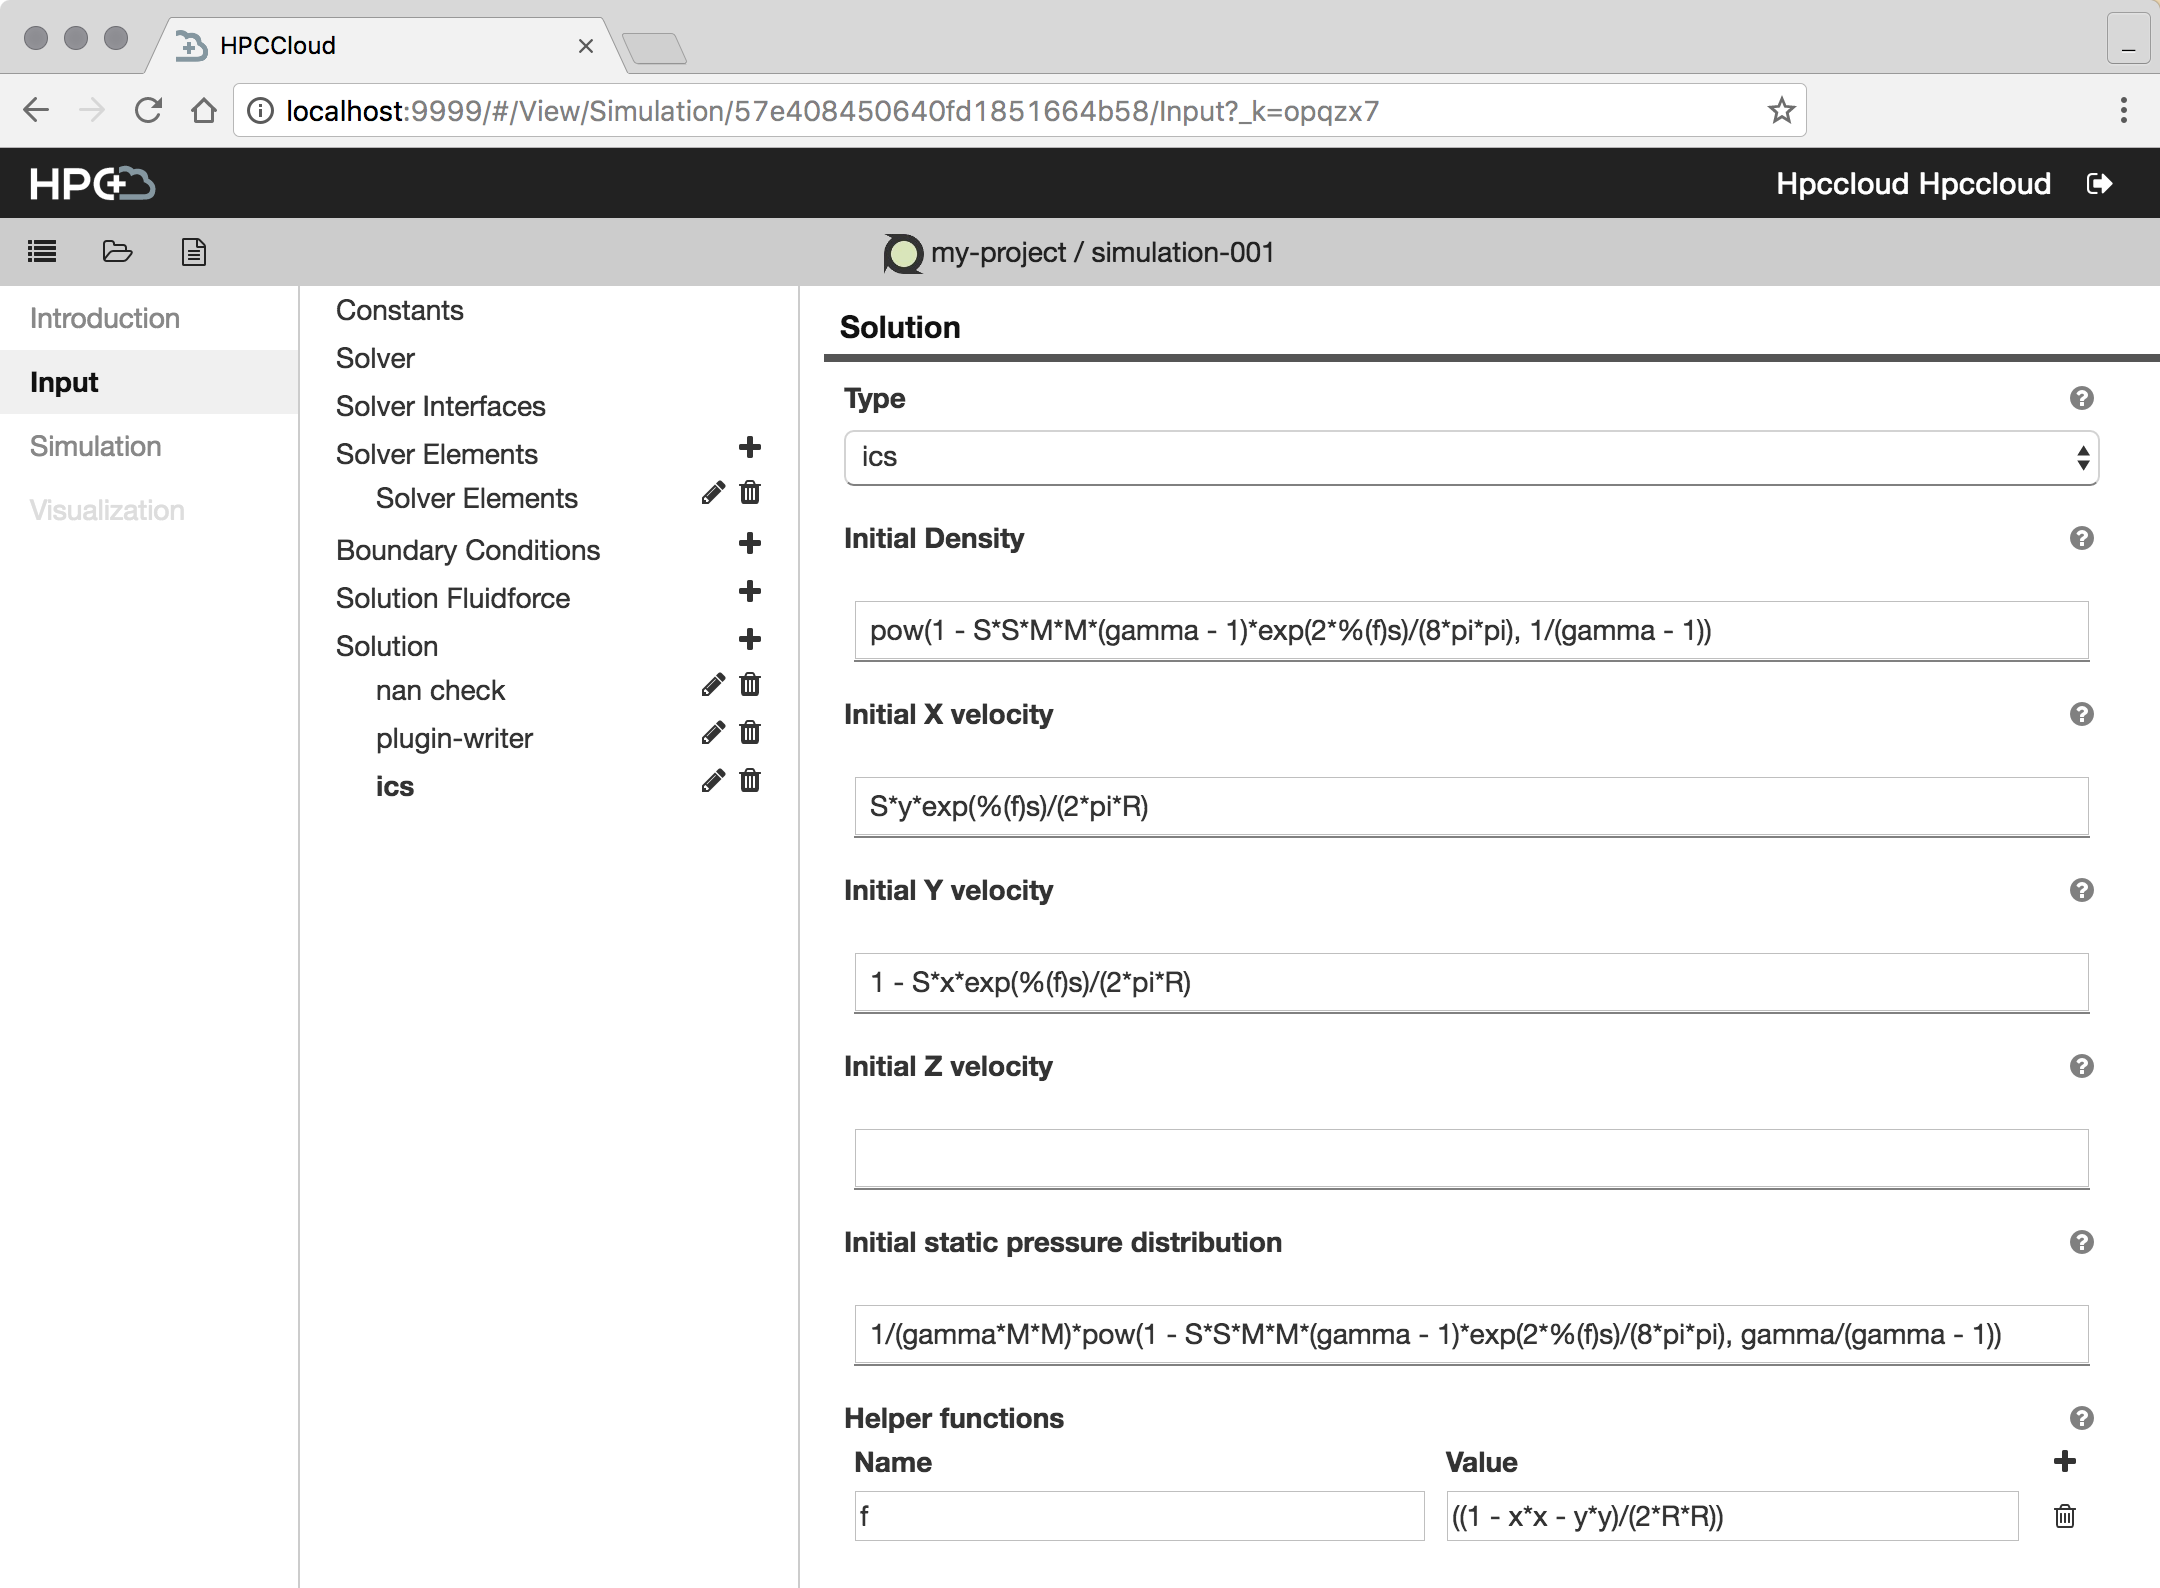 HPCCloud
localhost:9999/#/View/Simulation/57e408450640fd1851664b58/Input?_k=opqzx7
HPC
Hpccloud Hpccloud
my-project / simulation-001
Introduction
Input
Simulation
Visualization
Constants
Solver
Solver Interfaces
Solver Elements
Solver Elements
Boundary Conditions
Solution Fluidforce
Solution
nan check
plugin-writer
ics
Solution
Type
ics
Initial Density
pow(1 - S*S*M*M*(gamma - 1)*exp(2*%(f)s)/(8*pi*pi), 1/(gamma - 1))
Initial X velocity
S*y*exp(%(f)s)/(2*pi*R)
Initial Y velocity
1 - S*x*exp(%(f)s)/(2*pi*R)
Initial Z velocity
Initial static pressure distribution
1/(gamma*M*M)*pow(1 - S*S*M*M*(gamma - 1)*exp(2*%(f)s)/(8*pi*pi), gamma/(gamma - 1))
Helper functions
Name Value
f ((1 - x*x - y*y)/(2*R*R))